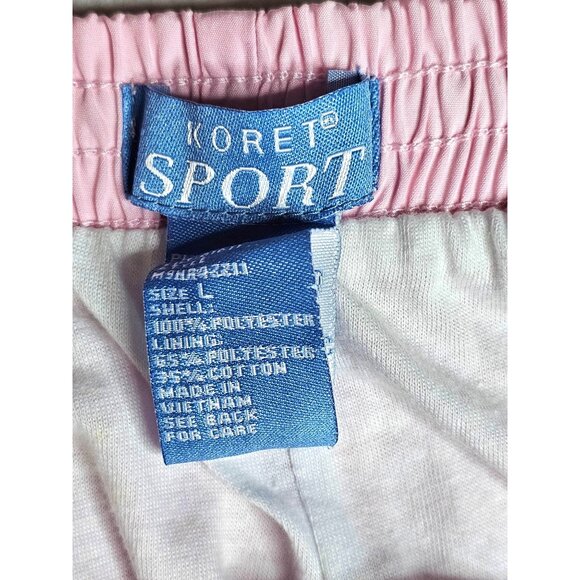 KORET®
SPORT
SIZE L
SHELL:
100% POLYESTER
LINING:
65% POLYESTER
35% COTTON
MADE IN
VIETNAM
SEE BACK
FOR CARE